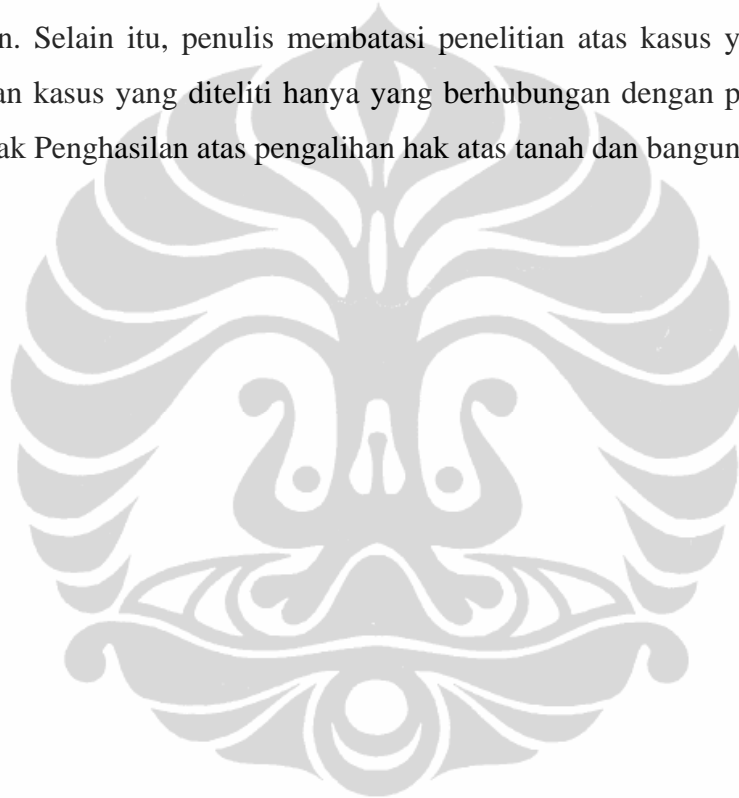 n. Selain itu, penulis membatasi penelitian atas kasus y
an kasus yang diteliti hanya yang berhubungan dengan p
ak Penghasilan atas pengalihan hak atas tanah dan bangun